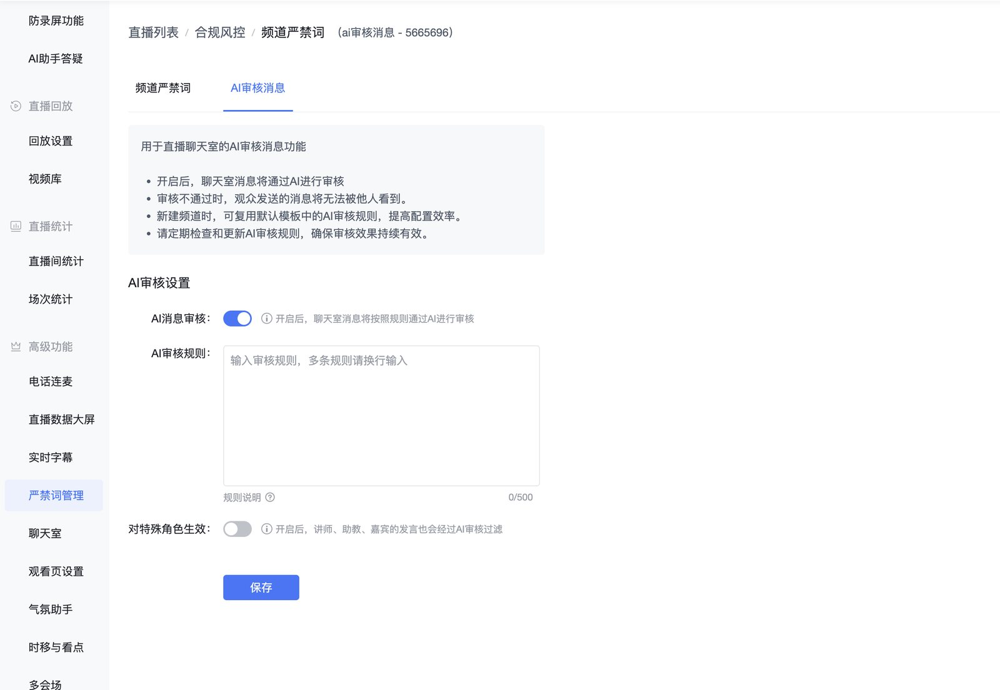 防录屏功能
AI助手答疑
直播回放
回放设置
视频库
直播统计
直播间统计
场次统计
高级功能
电话连麦
直播数据大屏
实时字幕
严禁词管理
聊天室
观看页设置
气氛助手
时移与看点
多会场
直播列表 / 合规风控 / 频道严禁词 （ai审核消息 - 5665696）
频道严禁词 AI审核消息
用于直播聊天室的AI审核消息功能
• 开启后，聊天室消息将通过AI进行审核
• 审核不通过时，观众发送的消息将无法被他人看到。
• 新建频道时，可复用默认模板中的AI审核规则，提高配置效率。
• 请定期检查和更新AI审核规则，确保审核效果持续有效。
AI审核设置
AI消息审核： 开启后，聊天室消息将按照规则通过AI进行审核
AI审核规则： 输入审核规则，多条规则请换行输入
规则说明 0/500
对特殊角色生效： 开启后，讲师、助教、嘉宾的发言也会经过AI审核过滤
保存